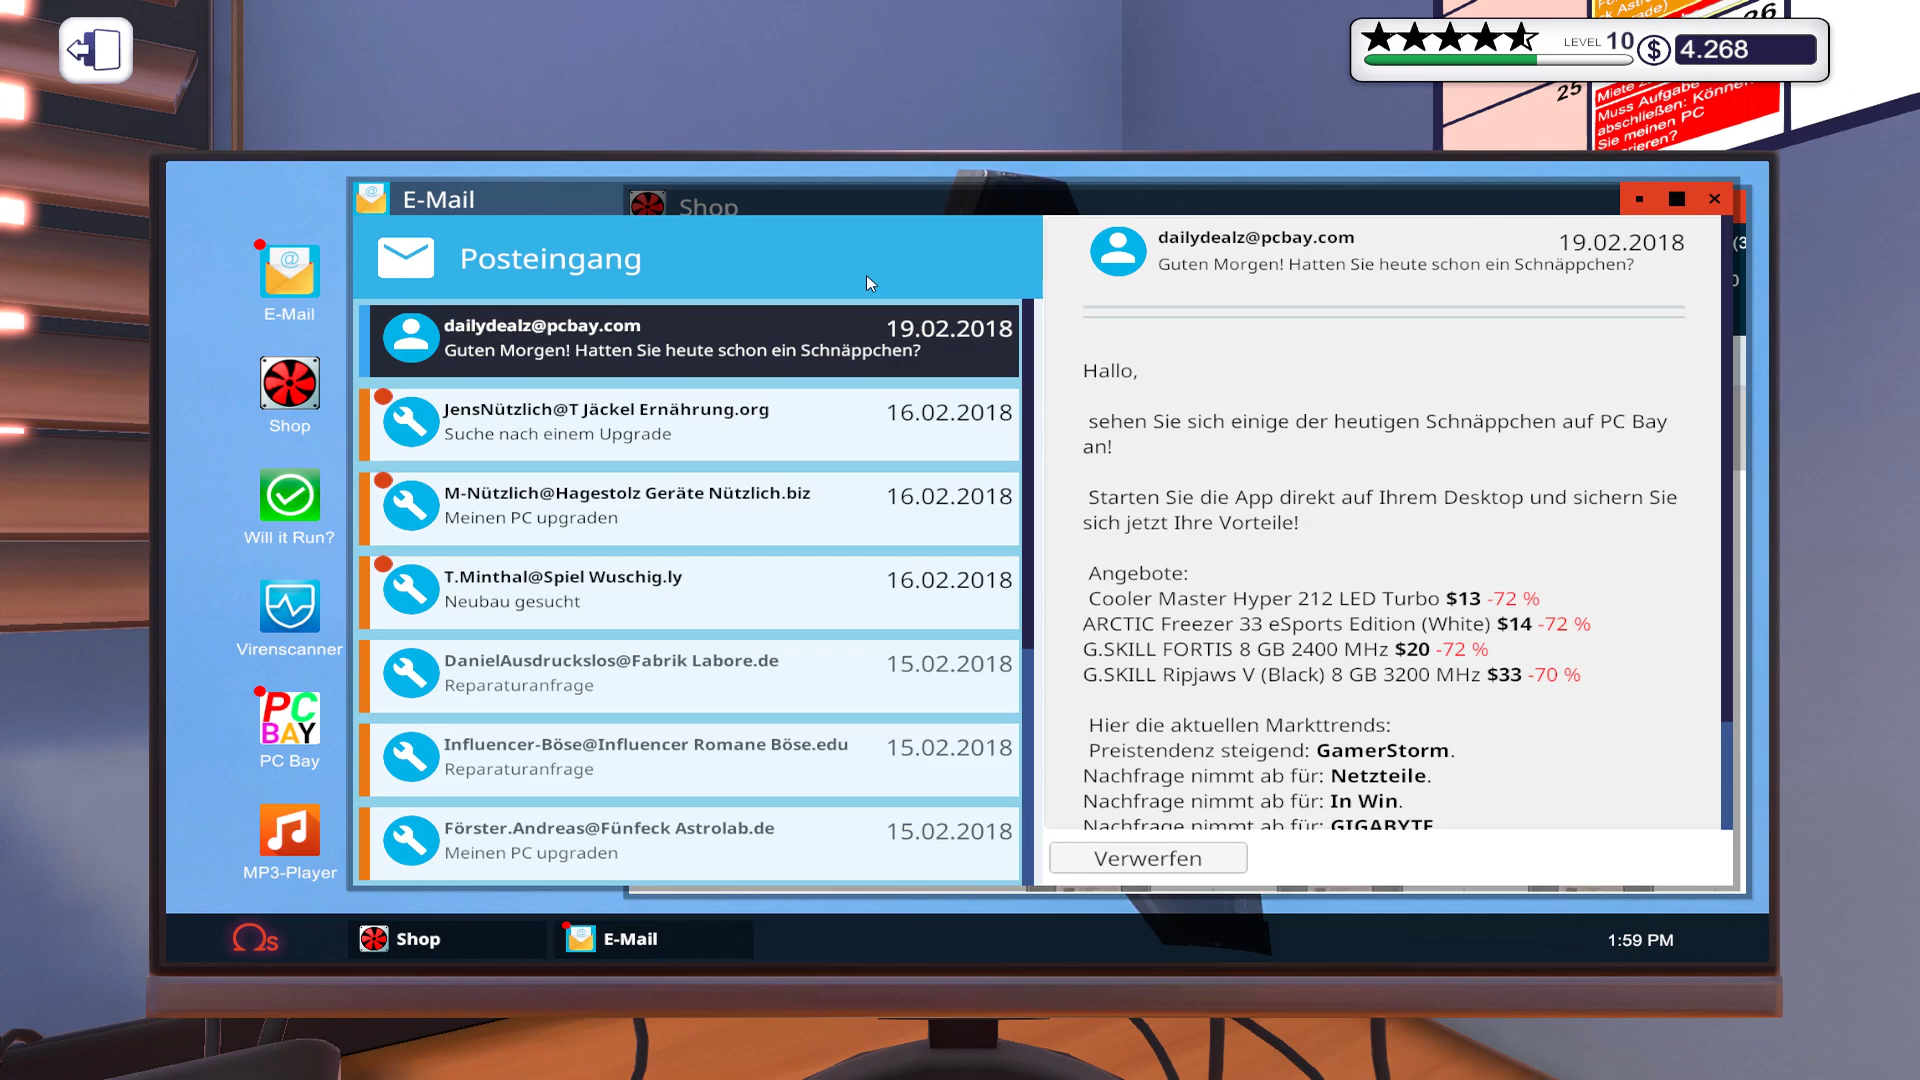 26
LEVEL 10
$ 4.268
25
Muss Aufgabe
abschließen: Können
Sie meinen PC
E-Mail
Shop
Posteingang
dailydealz@pcbay.com
19.02.2018
Guten Morgen! Hatten Sie heute schon ein Schnäppchen?
JensNützlich@T Jäckel Ernährung.org
16.02.2018
Suche nach einem Upgrade
M-Nützlich@Hagestolz Geräte Nützlich.biz
16.02.2018
Meinen PC upgraden
T.Minthal@Spiel Wuschig.ly
16.02.2018
Neubau gesucht
DanielAusdruckslos@Fabrik Labore.de
15.02.2018
Reparaturanfrage
Influencer-Böse@Influencer Romane Böse.edu
15.02.2018
Reparaturanfrage
Förster.Andreas@Fünfeck Astrolab.de
15.02.2018
Meinen PC upgraden
dailydealz@pcbay.com
19.02.2018
Guten Morgen! Hatten Sie heute schon ein Schnäppchen?
Hallo,
sehen Sie sich einige der heutigen Schnäppchen auf PC Bay
an!
Starten Sie die App direkt auf Ihrem Desktop und sichern Sie
sich jetzt Ihre Vorteile!
Angebote:
Cooler Master Hyper 212 LED Turbo $13 -72 %
ARCTIC Freezer 33 eSports Edition (White) $14 -72 %
G.SKILL FORTIS 8 GB 2400 MHz $20 -72 %
G.SKILL Ripjaws V (Black) 8 GB 3200 MHz $33 -70 %
Hier die aktuellen Markttrends:
Preistendenz steigend: GamerStorm.
Nachfrage nimmt ab für: Netzteile.
Nachfrage nimmt ab für: In Win.
Nachfrage nimmt ab für: GIGABYTE
Verwerfen
E-Mail
Shop
Will it Run?
Virenscanner
PC
BAY
PC Bay
MP3-Player
Ωs
Shop
E-Mail
1:59 PM